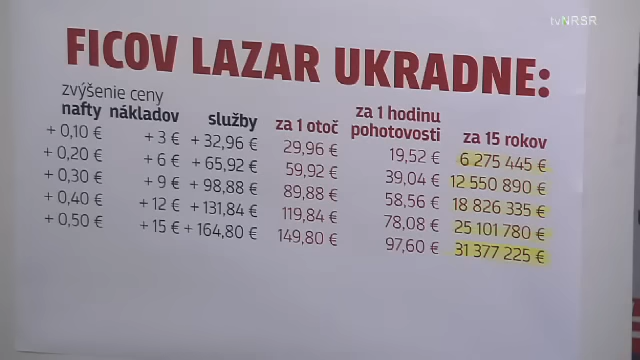 tvNRSR
FICOV LAZAR UKRADNE:
zvýšenie ceny
nafty nákladov služby za 1 otoč za 1 hodinu pohotovosti za 15 rokov
+ 0,10 € + 3 € + 32,96 € 29,96 € 19,52 € 6 275 445 €
+ 0,20 € + 6 € + 65,92 € 59,92 € 39,04 € 12 550 890 €
+ 0,30 € + 9 € + 98,88 € 89,88 € 58,56 € 18 826 335 €
+ 0,40 € + 12 € + 131,84 € 119,84 € 78,08 € 25 101 780 €
+ 0,50 € + 15 € + 164,80 € 149,80 € 97,60 € 31 377 225 €